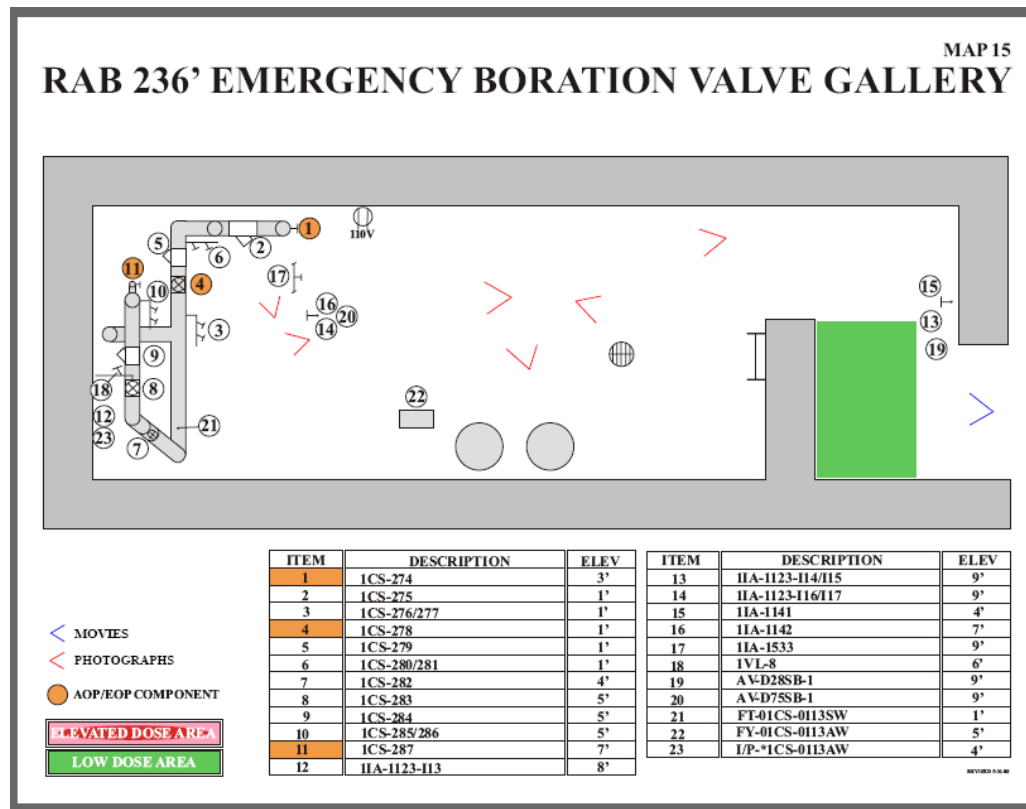 MAP 15
RAB 236’ EMERGENCY BORATION VALVE GALLERY
1
110V
5
6
2
11
4
17
10
16
20
14
3
15
13
19
9
18
8
12
23
7
21
22
ITEM DESCRIPTION ELEV
1 1CS-274 3’
2 1CS-275 1’
3 1CS-276/277 1’
4 1CS-278 1’
5 1CS-279 1’
6 1CS-280/281 1’
7 1CS-282 4’
8 1CS-283 5’
9 1CS-284 5’
10 1CS-285/286 5’
11 1CS-287 7’
12 1IA-1123-I13 8’
ITEM DESCRIPTION ELEV
13 1IA-1123-I14/I15 9’
14 1IA-1123-I16/I17 9’
15 1IA-1141 4’
16 1IA-1142 7’
17 1IA-1533 9’
18 1VL-8 6’
19 AV-D28SB-1 9’
20 AV-D75SB-1 9’
21 FT-01CS-0113SW 1’
22 FY-01CS-0113AW 5’
23 I/P-*1CS-0113AW 4’
MOVIES
PHOTOGRAPHS
AOP/EOP COMPONENT
ELEVATED DOSE AREA
LOW DOSE AREA
REVISED